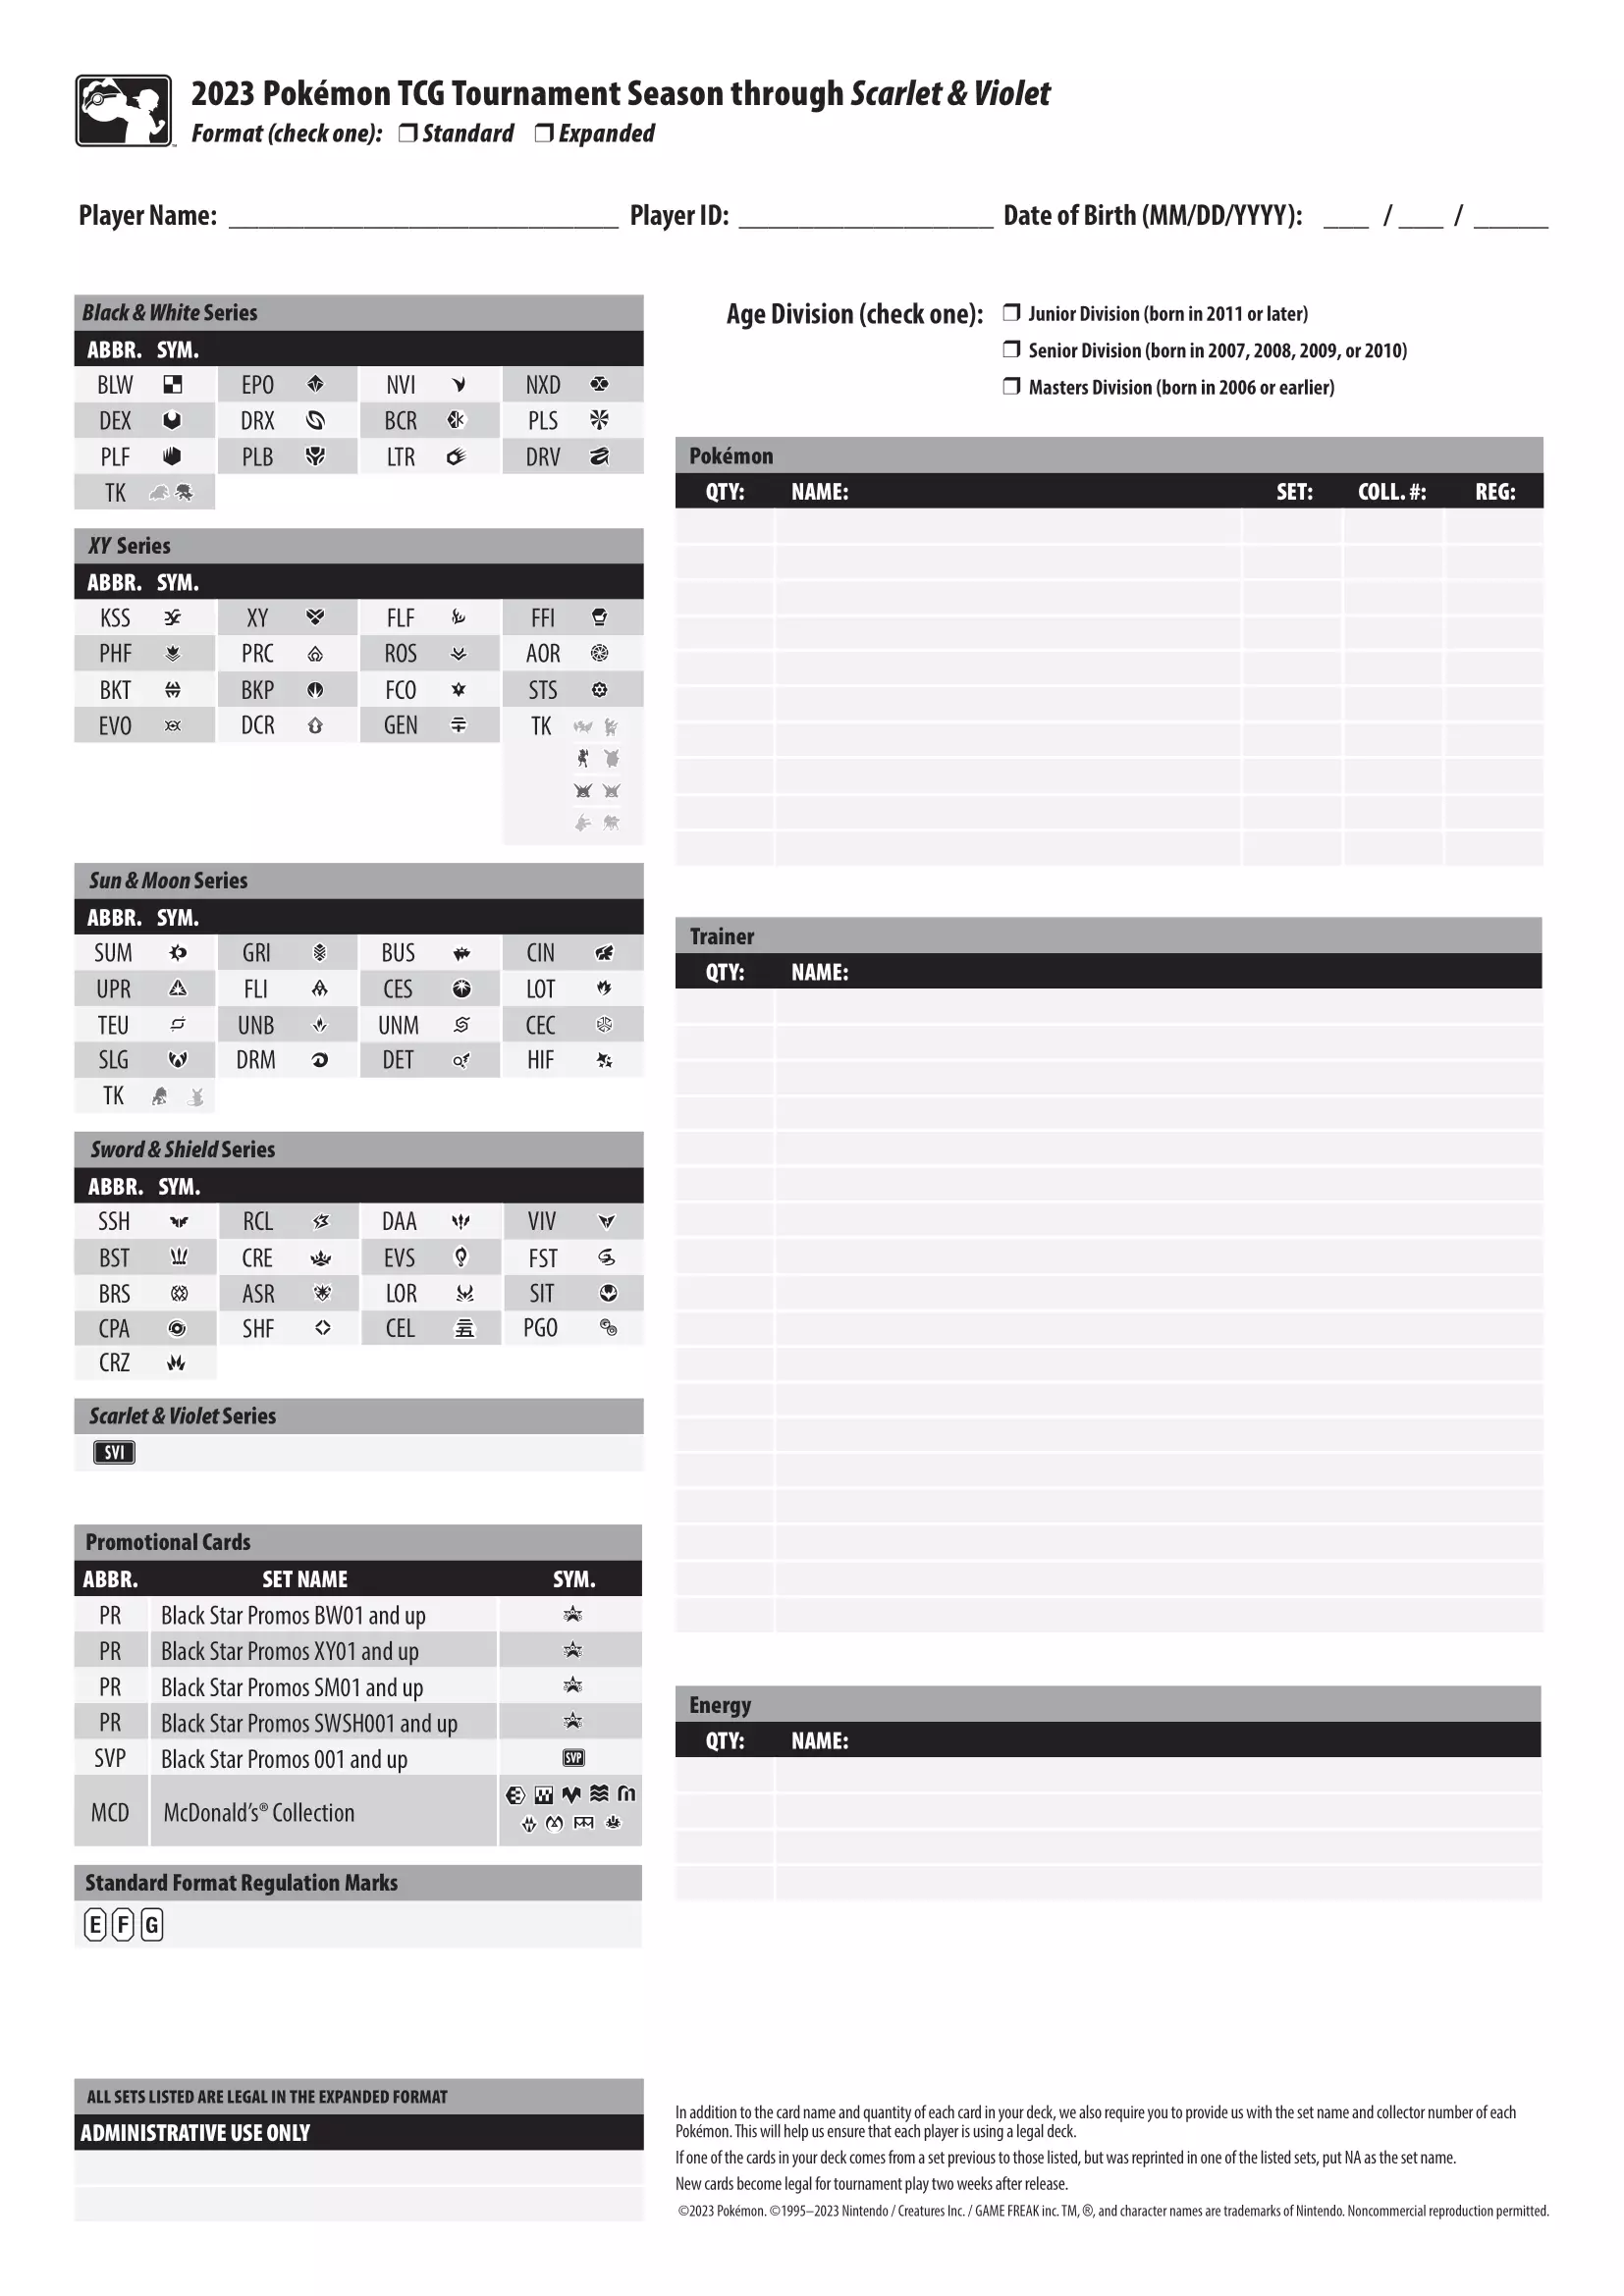 2023 Pokémon TCG Tournament Season through Scarlet & Violet
Format (check one): ❒ Standard ❒ Expanded
Player Name: __________________________ Player ID: _________________ Date of Birth (MM/DD/YYYY): ___ / ___ / _____
Black & White Series
ABBR. SYM.
BLW EPO NVI NXD
DEX DRX BCR PLS
PLF PLB LTR DRV
TK
XY Series
ABBR. SYM.
KSS XY FLF FFI
PHF PRC ROS AOR
BKT BKP FCO STS
EVO DCR GEN TK
Sun & Moon Series
ABBR. SYM.
SUM GRI BUS CIN
UPR FLI CES LOT
TEU UNB UNM CEC
SLG DRM DET HIF
TK
Sword & Shield Series
ABBR. SYM.
SSH RCL DAA VIV
BST CRE EVS FST
BRS ASR LOR SIT
CPA SHF CEL PGO
CRZ
Scarlet & Violet Series
SVI
Promotional Cards
ABBR. SET NAME SYM.
PR Black Star Promos BW01 and up
PR Black Star Promos XY01 and up
PR Black Star Promos SM01 and up
PR Black Star Promos SWSH001 and up
SVP Black Star Promos 001 and up SVP
MCD McDonald's® Collection
Standard Format Regulation Marks
E F G
ALL SETS LISTED ARE LEGAL IN THE EXPANDED FORMAT
ADMINISTRATIVE USE ONLY
Age Division (check one): ❒ Junior Division (born in 2011 or later)
❒ Senior Division (born in 2007, 2008, 2009, or 2010)
❒ Masters Division (born in 2006 or earlier)
Pokémon
QTY: NAME: SET: COLL. #: REG:
Trainer
QTY: NAME:
Energy
QTY: NAME:
In addition to the card name and quantity of each card in your deck, we also require you to provide us with the set name and collector number of each
Pokémon. This will help us ensure that each player is using a legal deck.
If one of the cards in your deck comes from a set previous to those listed, but was reprinted in one of the listed sets, put NA as the set name.
New cards become legal for tournament play two weeks after release.
©2023 Pokémon. ©1995–2023 Nintendo / Creatures Inc. / GAME FREAK inc. TM, ®, and character names are trademarks of Nintendo. Noncommercial reproduction permitted.